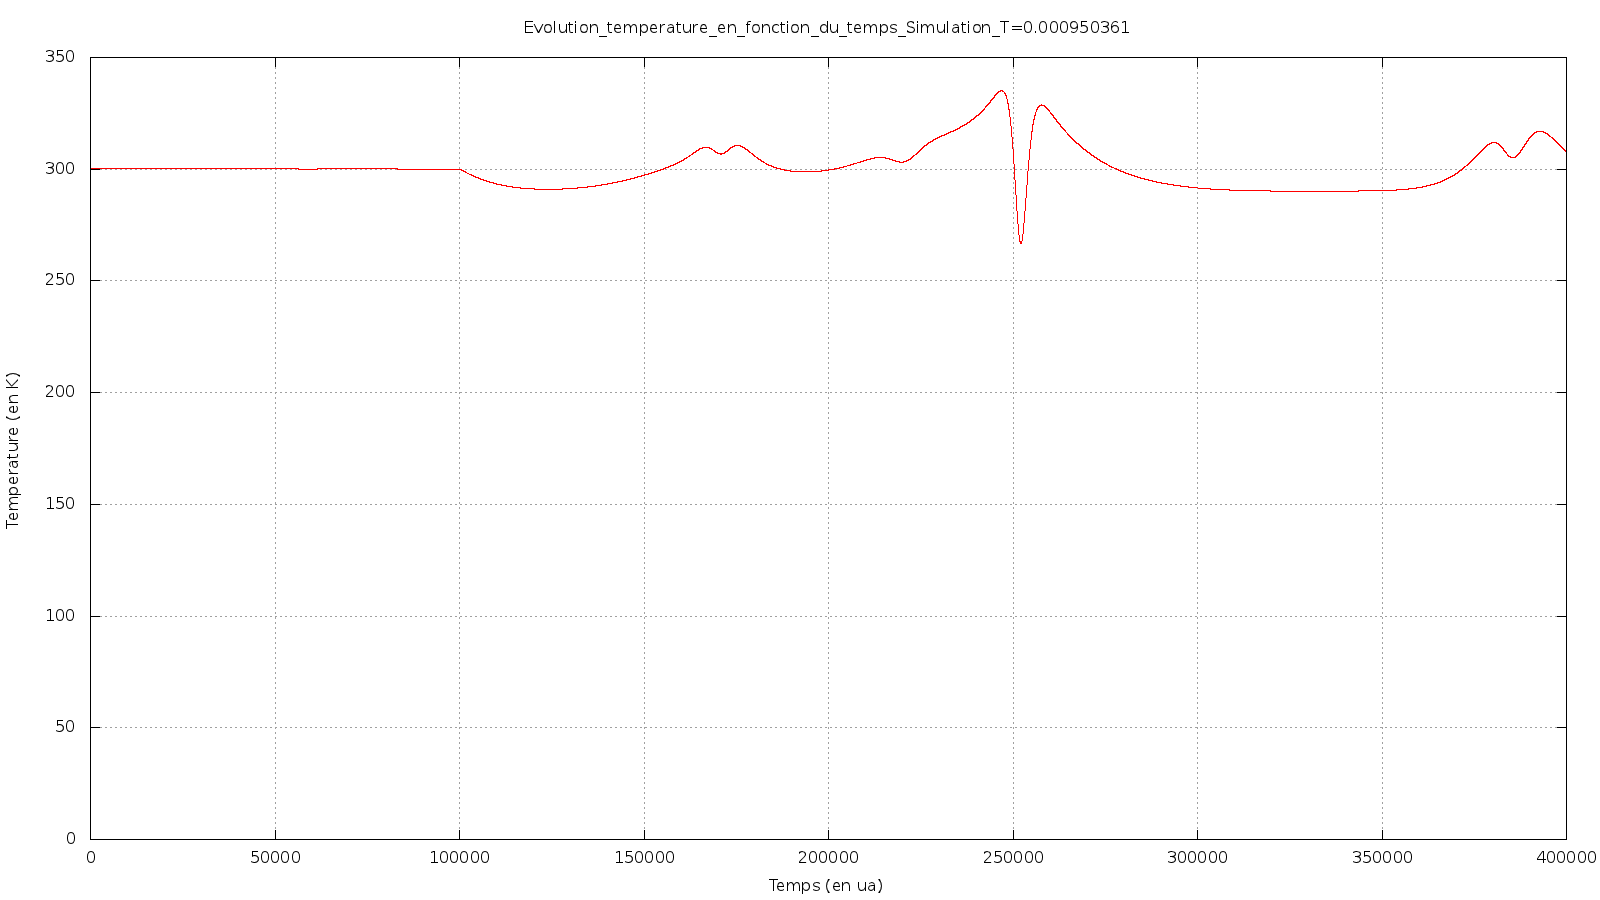 Evolution_temperature_en_fonction_du_temps_Simulation_T=0.000950361
350
300
250
200
150
100
50
0
Temperature (en K)
0 50000 100000 150000 200000 250000 300000 350000 400000
Temps (en ua)